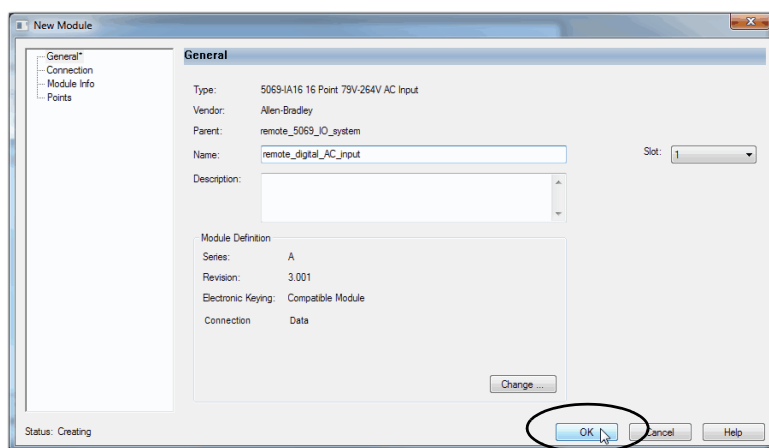 New Module
General*
Connection
Module Info
Points
General
Type: 5069-IA16 16 Point 79V-264V AC Input
Vendor: Allen-Bradley
Parent: remote_5069_IO_system
Name: remote_digital_AC_input
Slot: 1
Description:
Module Definition
Series: A
Revision: 3.001
Electronic Keying: Compatible Module
Connection Data
Change ...
Status: Creating
OK
Cancel
Help